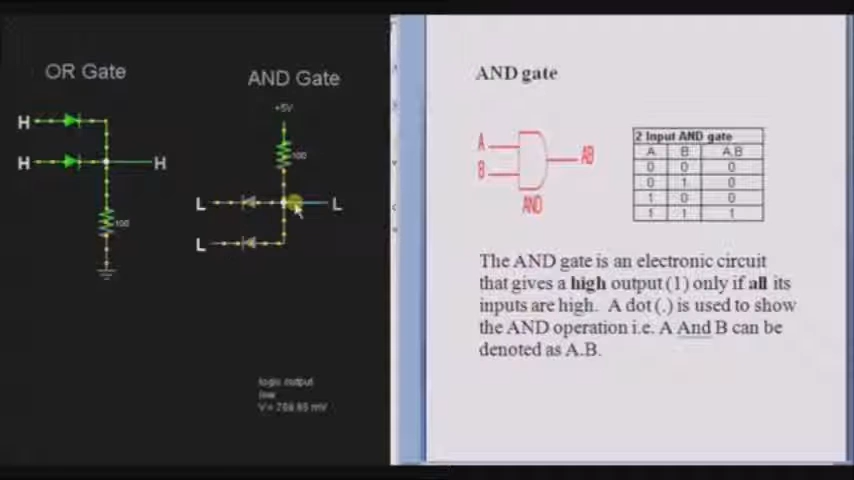 OR Gate
H
H
H
100
AND Gate
+5V
100
L
L
L
logic output
low
AND gate
A
B
AB
AND
2 Input AND gate
A B A.B
0 0 0
0 1 0
1 0 0
1 1 1
The AND gate is an electronic circuit
that gives a high output (1) only if all its
inputs are high. A dot (.) is used to show
the AND operation i.e. A And B can be
denoted as A.B.